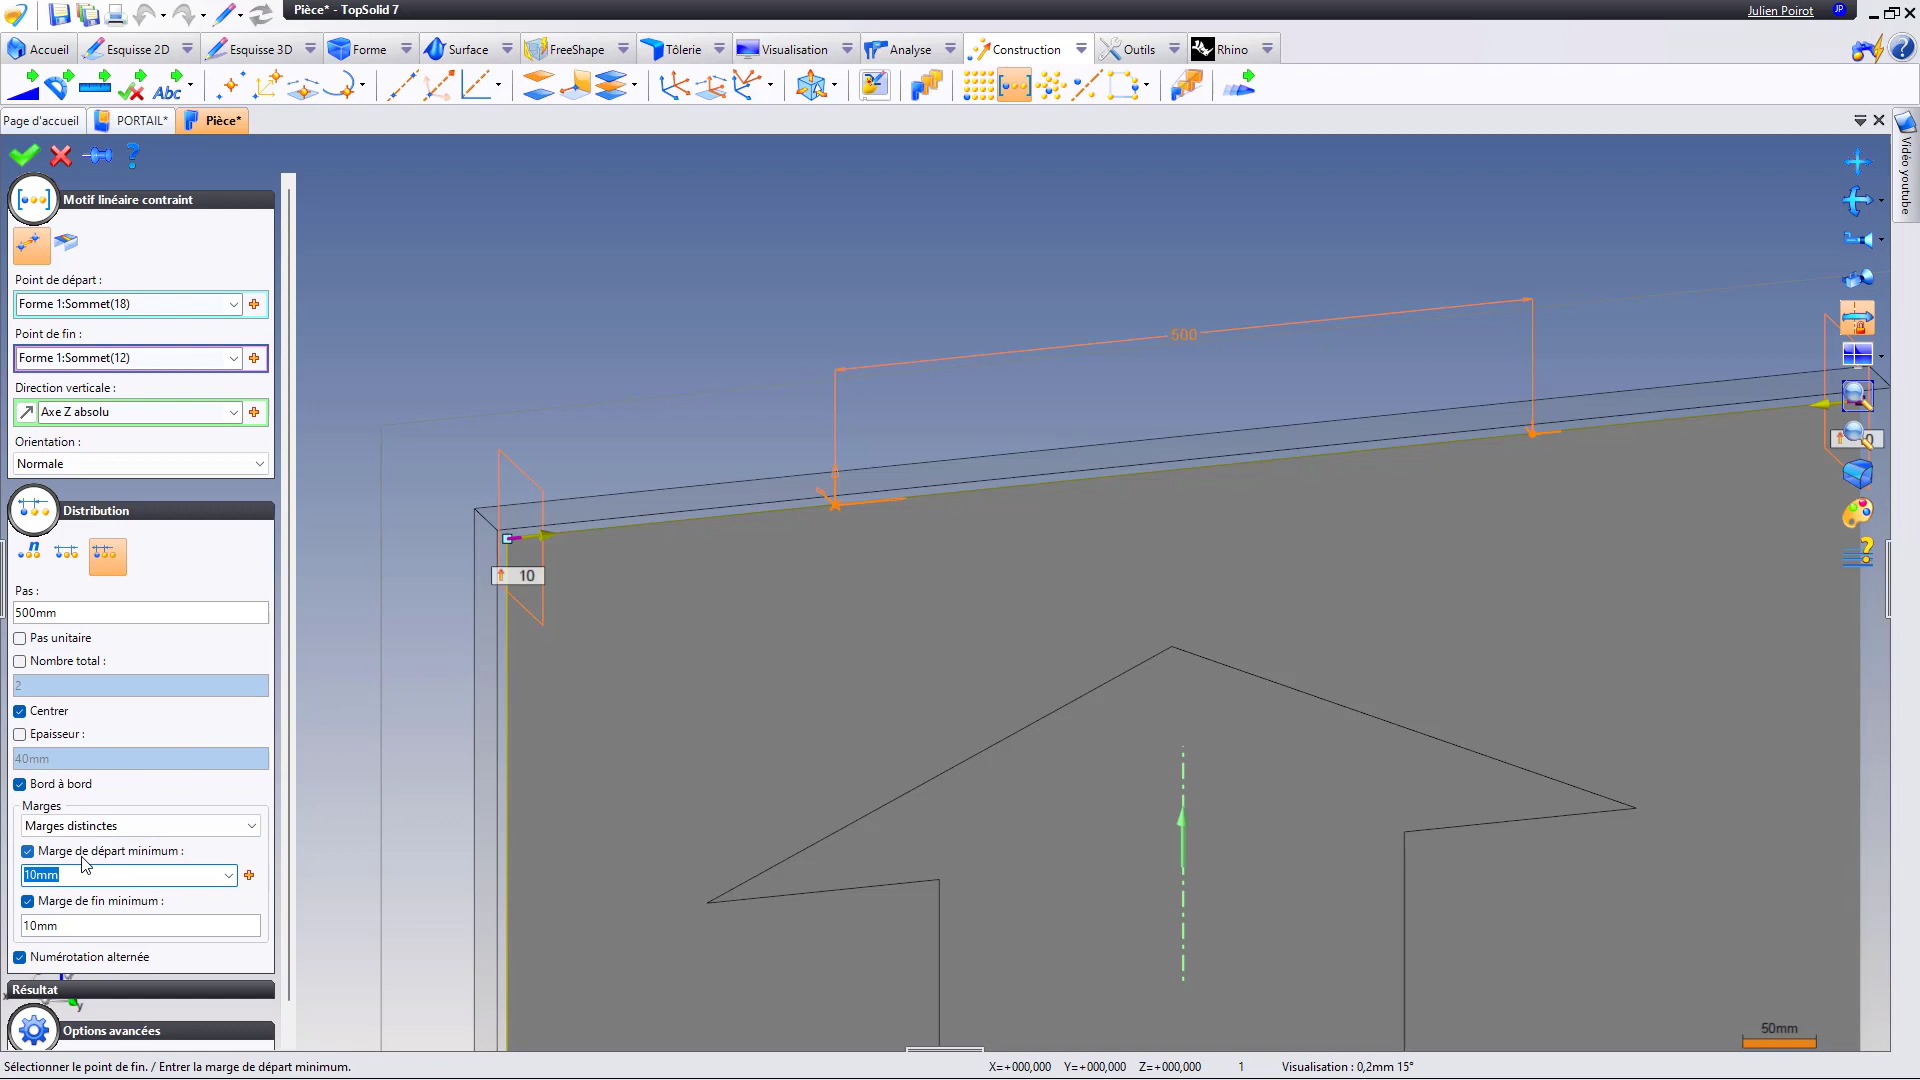 Pièce* - TopSolid 7
Julien Poirot
JP
Accueil
Esquisse 2D
Esquisse 3D
Forme
Surface
FreeShape
Tôlerie
Visualisation
Analyse
Construction
Outils
Rhino
Abc
Page d'accueil
PORTAIL*
Pièce*
Vidéo youtube
Motif linéaire contraint
Point de départ :
Forme 1:Sommet(18)
Point de fin :
Forme 1:Sommet(12)
Direction verticale :
Axe Z absolu
Orientation :
Normale
Distribution
n
Pas :
500mm
Pas unitaire
Nombre total :
2
Centrer
Epaisseur :
40mm
Bord à bord
Marges
Marges distinctes
Marge de départ minimum :
10mm
Marge de fin minimum :
10mm
Numérotation alternée
Résultat
y
Options avancées
500
10
50mm
Sélectionner le point de fin. / Entrer la marge de départ minimum.
X=+000,000 Y=+000,000 Z=+000,000 1 Visualisation : 0,2mm 15°